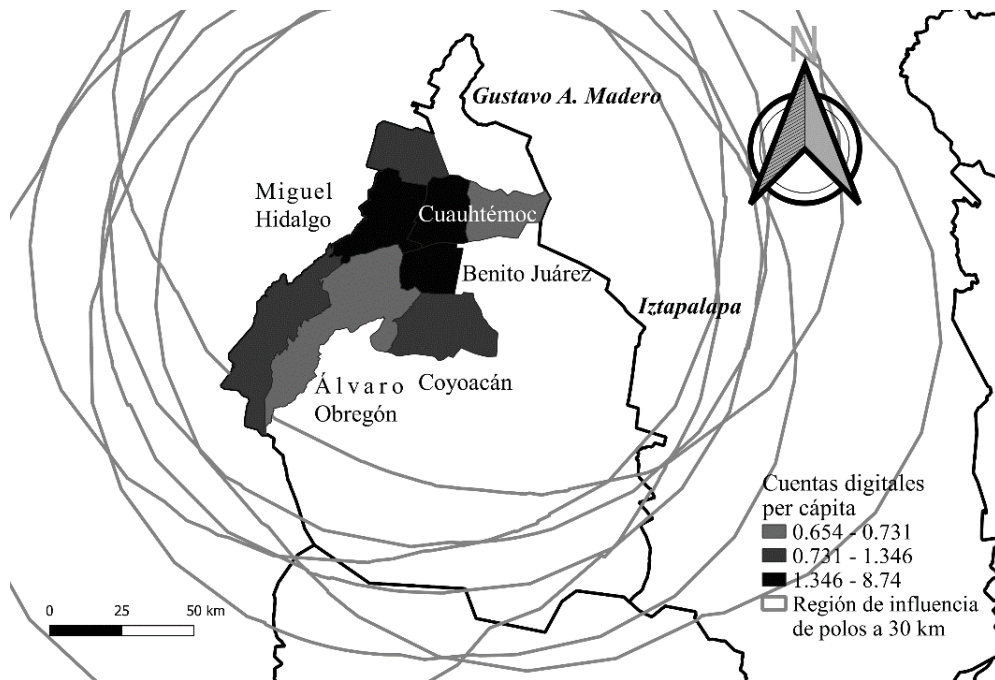 N
Gustavo A. Madero
Miguel
Hidalgo
Cuauhtémoc
Benito Juárez
Iztapalapa
Álvaro
Obregón
Coyoacán
Cuentas digitales
per cápita
0.654 - 0.731
0.731 - 1.346
1.346 - 8.74
Región de influencia
de polos a 30 km
0 25 50 km